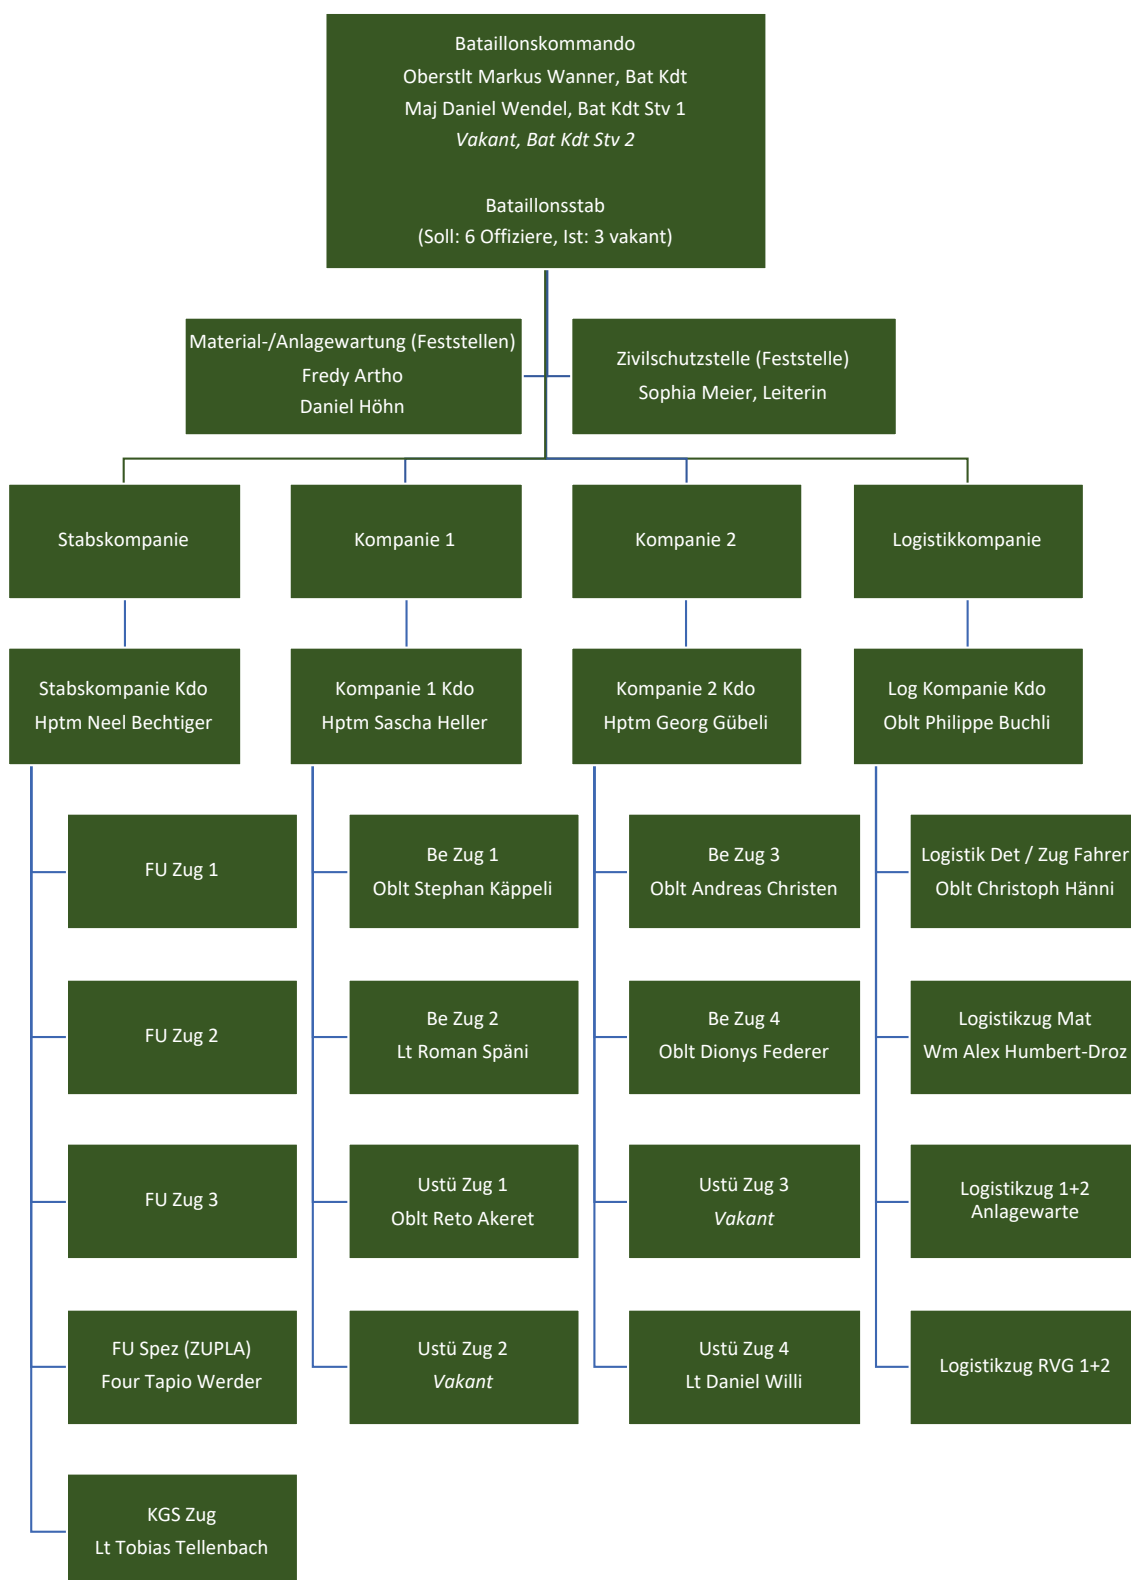 Bataillonskommando
Oberstlt Markus Wanner, Bat Kdt
Maj Daniel Wendel, Bat Kdt Stv 1
Vakant, Bat Kdt Stv 2
Bataillonsstab
(Soll: 6 Offiziere, Ist: 3 vakant)
Material-/Anlagewartung (Feststellen)
Fredy Artho
Daniel Höhn
Zivilschutzstelle (Feststelle)
Sophia Meier, Leiterin
Stabskompanie
Kompanie 1
Kompanie 2
Logistikkompanie
Stabskompanie Kdo
Hptm Neel Bechtiger
Kompanie 1 Kdo
Hptm Sascha Heller
Kompanie 2 Kdo
Hptm Georg Gübeli
Log Kompanie Kdo
Oblt Philippe Buchli
FU Zug 1
Be Zug 1
Oblt Stephan Käppeli
Be Zug 3
Oblt Andreas Christen
Logistik Det / Zug Fahrer
Oblt Christoph Hänni
FU Zug 2
Be Zug 2
Lt Roman Späni
Be Zug 4
Oblt Dionys Federer
Logistikzug Mat
Wm Alex Humbert-Droz
FU Zug 3
Ustü Zug 1
Oblt Reto Akeret
Ustü Zug 3
Vakant
Logistikzug 1+2
Anlagewarte
FU Spez (ZUPLA)
Four Tapio Werder
Ustü Zug 2
Vakant
Ustü Zug 4
Lt Daniel Willi
Logistikzug RVG 1+2
KGS Zug
Lt Tobias Tellenbach